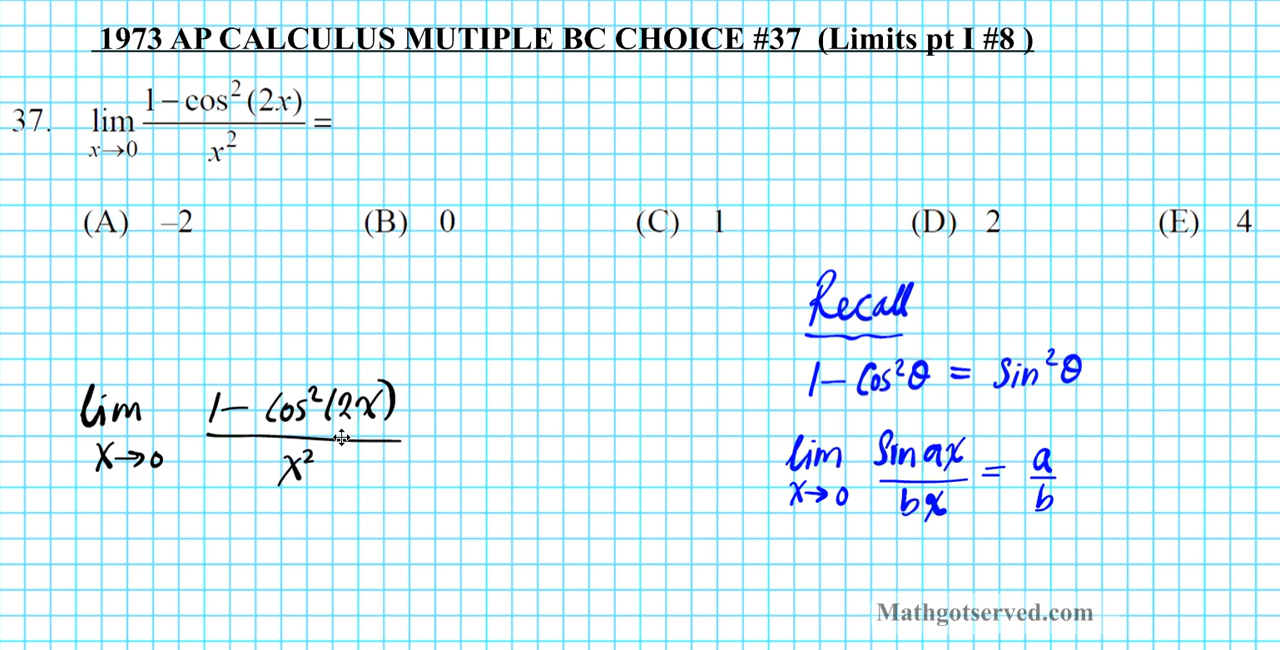 1973 AP CALCULUS MUTIPLE BC CHOICE #37 (Limits pt I #8 )
37. lim x→0 (1−cos²(2x))/x² =
(A) −2 (B) 0 (C) 1 (D) 2 (E) 4
Recall
1−Cos²θ = Sin²θ
lim x→0 (1− Cos²(2x))/x²
lim x→0 Sin ax/bx = a/b
Mathgotserved.com